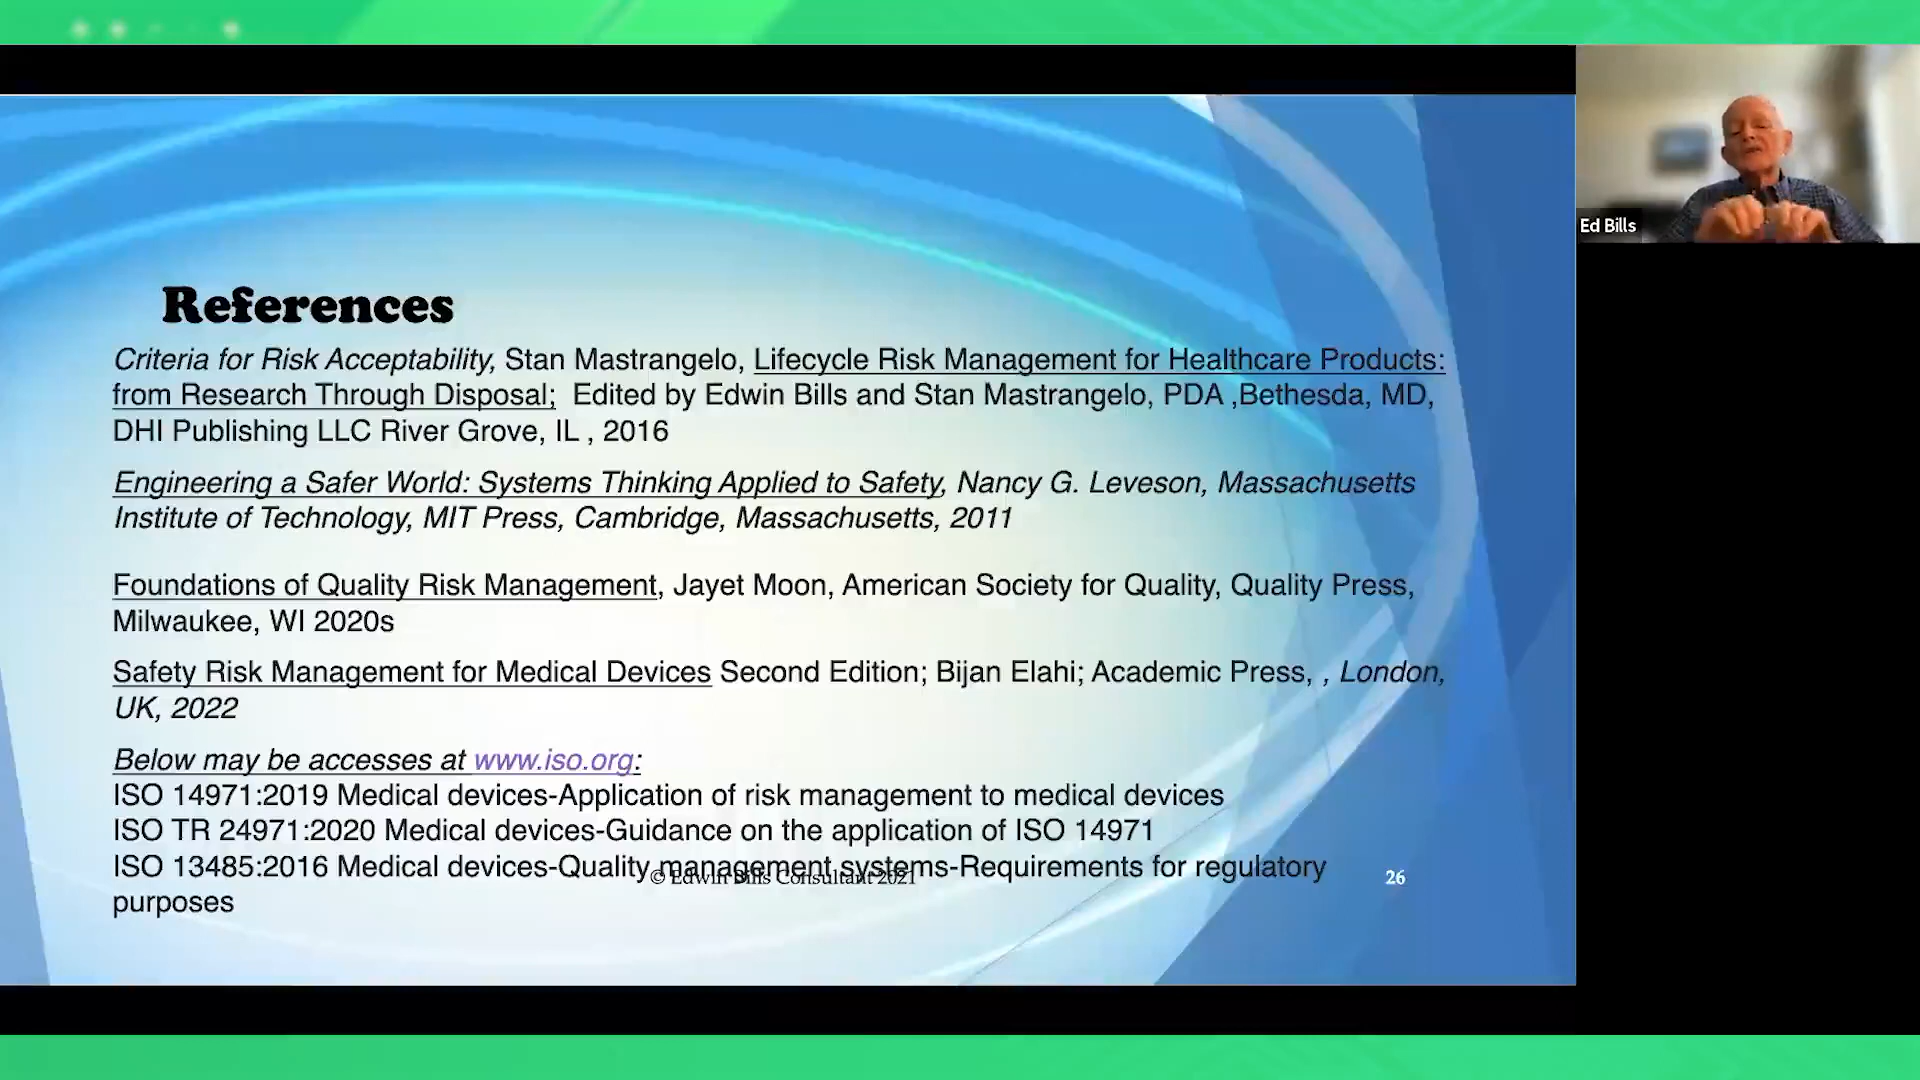 References
Criteria for Risk Acceptability, Stan Mastrangelo, Lifecycle Risk Management for Healthcare Products:
from Research Through Disposal;  Edited by Edwin Bills and Stan Mastrangelo, PDA ,Bethesda, MD,
DHI Publishing LLC River Grove, IL , 2016
Engineering a Safer World: Systems Thinking Applied to Safety, Nancy G. Leveson, Massachusetts
Institute of Technology, MIT Press, Cambridge, Massachusetts, 2011
Foundations of Quality Risk Management, Jayet Moon, American Society for Quality, Quality Press,
Milwaukee, WI 2020s
Safety Risk Management for Medical Devices Second Edition; Bijan Elahi; Academic Press, , London,
UK, 2022
Below may be accesses at www.iso.org:
ISO 14971:2019 Medical devices-Application of risk management to medical devices
ISO TR 24971:2020 Medical devices-Guidance on the application of ISO 14971
ISO 13485:2016 Medical devices-Quality management systems-Requirements for regulatory
purposes
© Edwin Bills Consultant 2021
26
Ed Bills